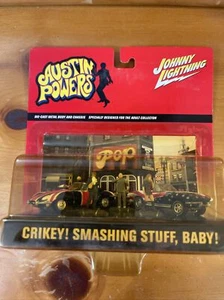 AUSTIN POWERS
JOHNNY LIGHTNING
DIE-CAST METAL BODY AND CHASSIS SPECIALLY DESIGNED FOR THE ADULT COLLECTOR
POP
CRIKEY! SMASHING STUFF, BABY!